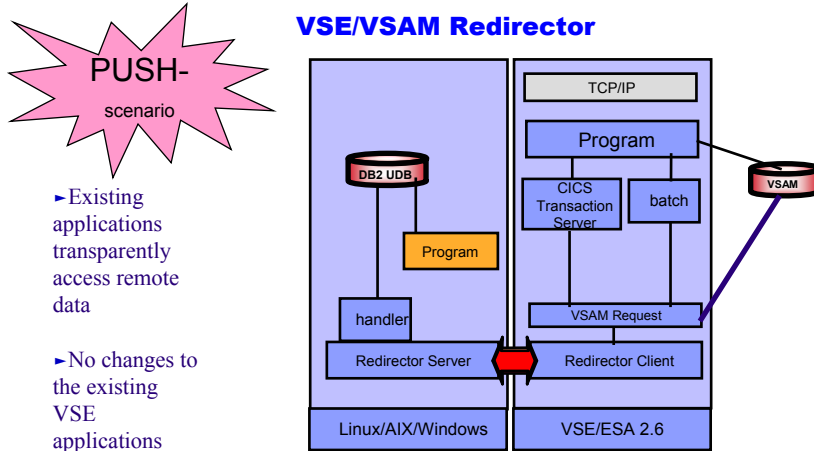 VSE/VSAM Redirector
PUSH-
scenario
►Existing
applications
transparently
access remote
data
►No changes to
the existing
VSE
applications
DB2 UDB
Program
handler
Redirector Server
Linux/AIX/Windows
TCP/IP
Program
CICS
Transaction
Server
batch
VSAM
VSAM Request
Redirector Client
VSE/ESA 2.6